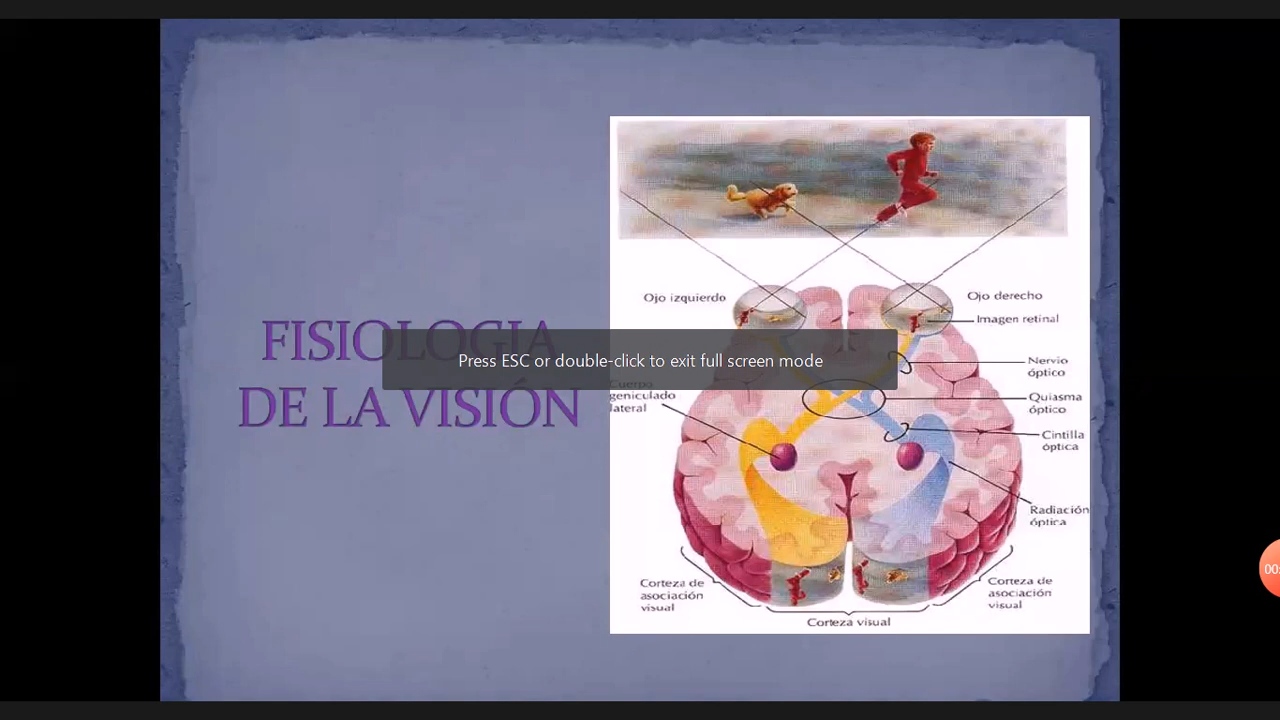 FISIOLOGIA
DE LA VISIÓN
Press ESC or double-click to exit full screen mode
Ojo izquierdo
Ojo derecho
Imagen retinal
Nervio
óptico
Cuerpo
geniculado
lateral
Quiasma
óptico
Cintilla
óptica
Radiación
óptica
Corteza de
asociación
visual
Corteza de
asociación
visual
Corteza visual
00: